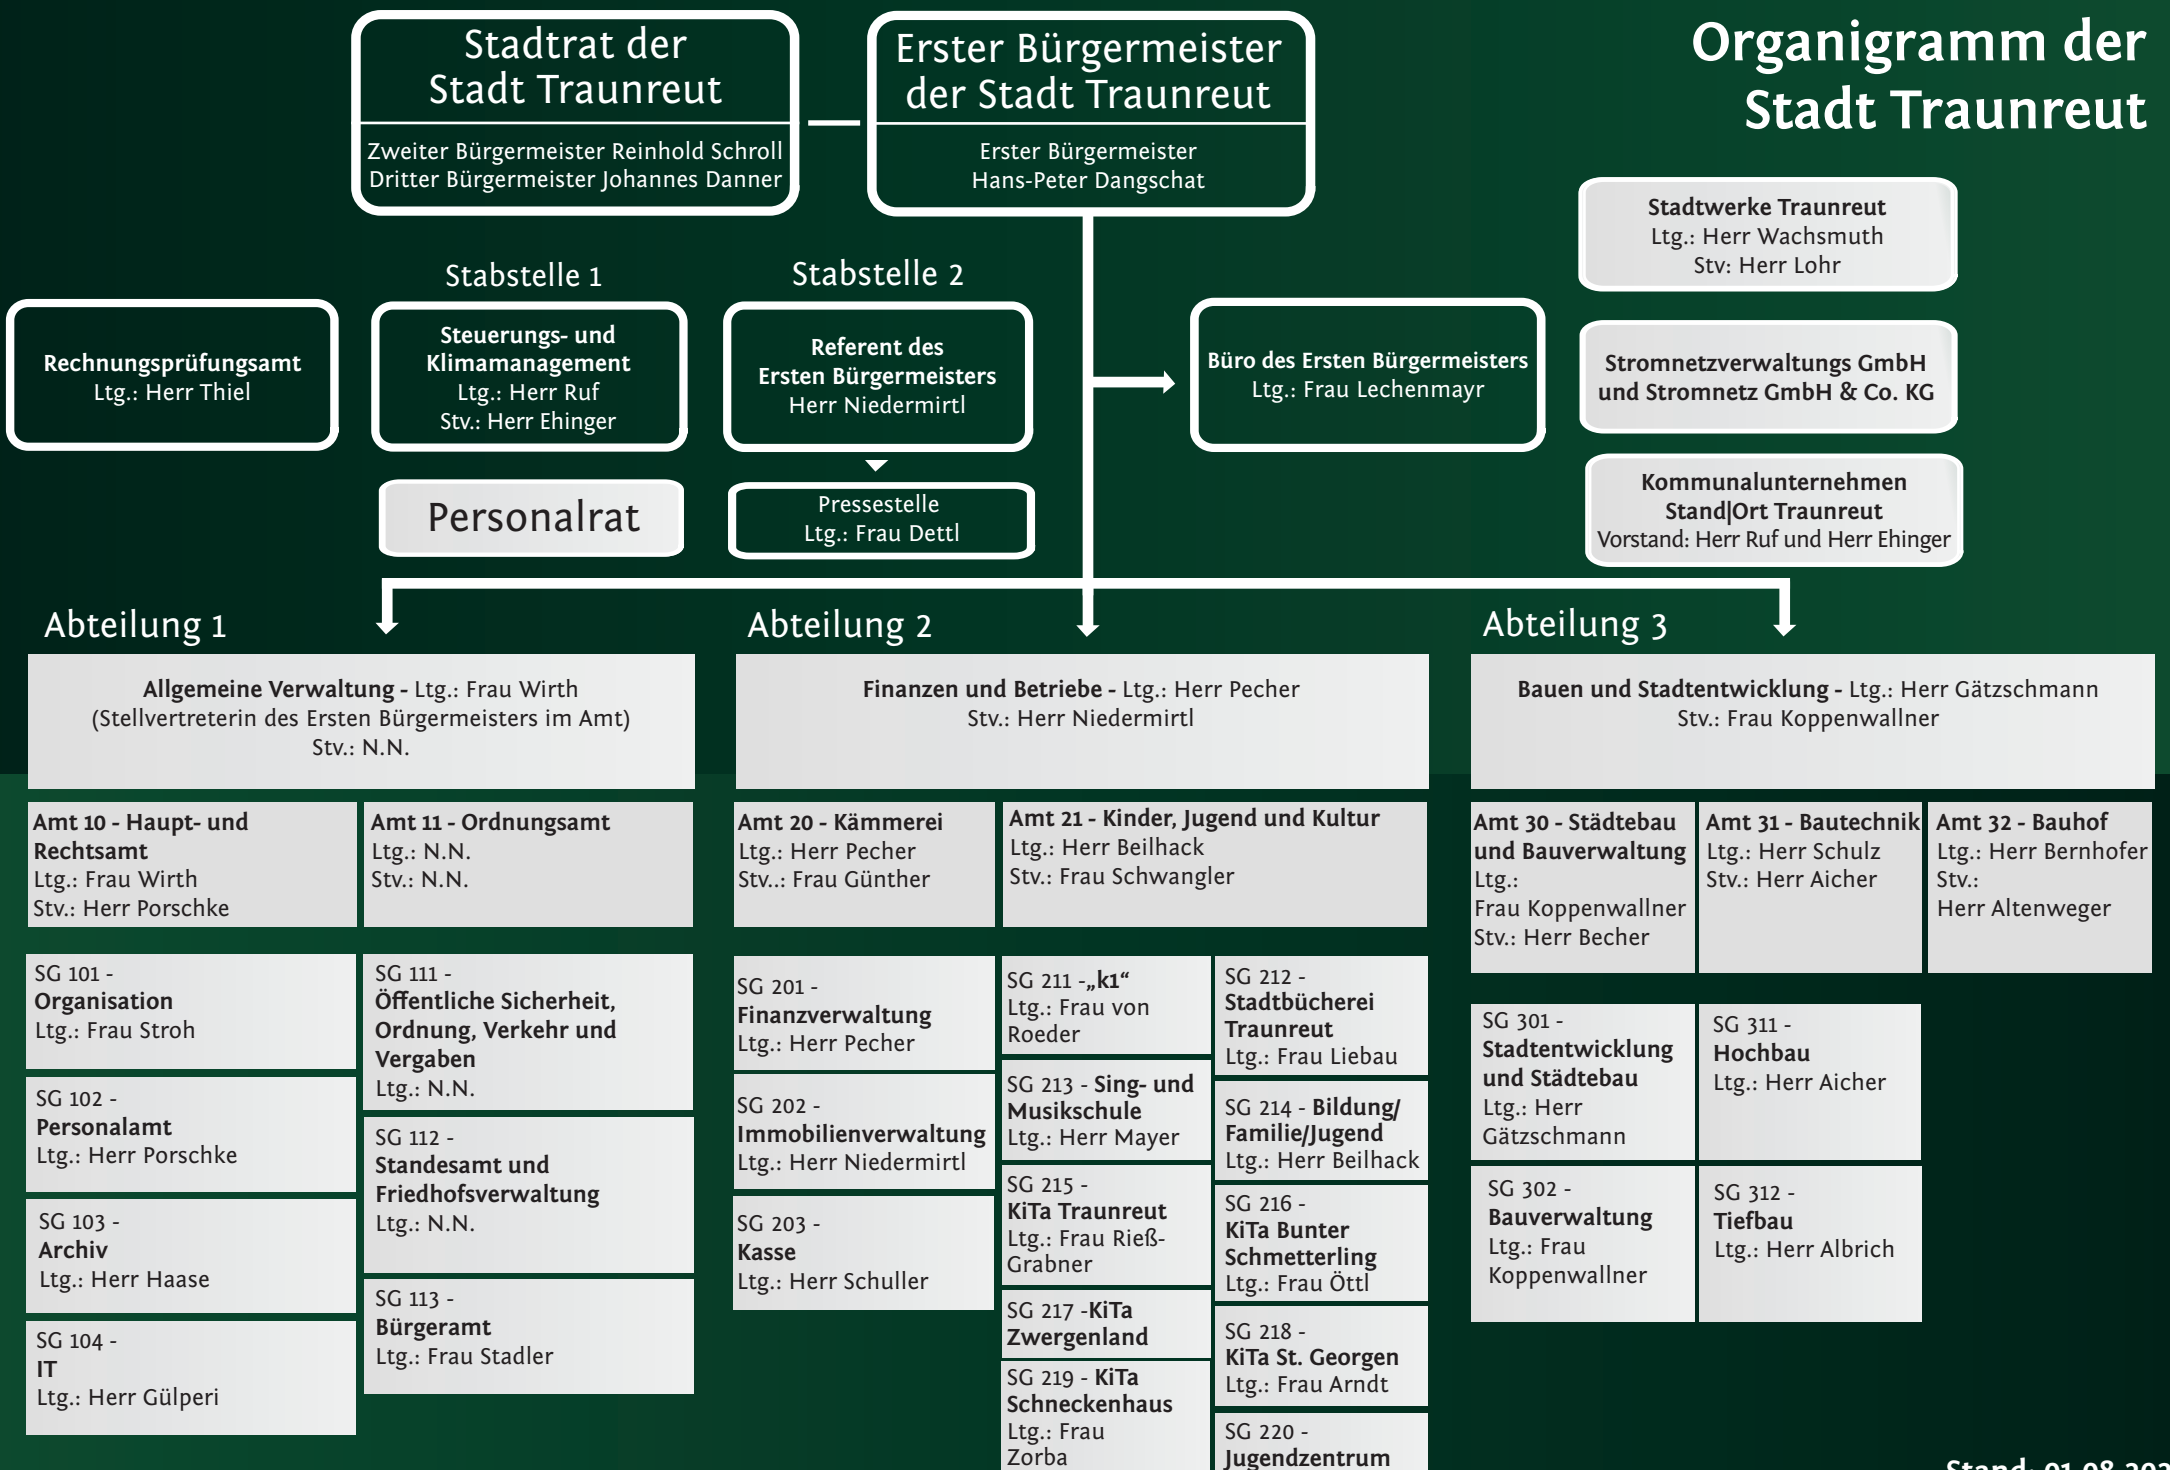 Organigramm der
Stadt Traunreut
Stadtrat der
Stadt Traunreut
Zweiter Bürgermeister Reinhold Schroll
Dritter Bürgermeister Johannes Danner
Erster Bürgermeister
der Stadt Traunreut
Erster Bürgermeister
Hans-Peter Dangschat
Stadtwerke Traunreut
Ltg.: Herr Wachsmuth
Stv: Herr Lohr
Stromnetzverwaltungs GmbH
und Stromnetz GmbH & Co. KG
Kommunalunternehmen
Stand|Ort Traunreut
Vorstand: Herr Ruf und Herr Ehinger
Rechnungsprüfungsamt
Ltg.: Herr Thiel
Stabstelle 1
Steuerungs- und
Klimamanagement
Ltg.: Herr Ruf
Stv.: Herr Ehinger
Personalrat
Stabstelle 2
Referent des
Ersten Bürgermeisters
Herr Niedermirtl
Pressestelle
Ltg.: Frau Dettl
Büro des Ersten Bürgermeisters
Ltg.: Frau Lechenmayr
Abteilung 1
Allgemeine Verwaltung - Ltg.: Frau Wirth
(Stellvertreterin des Ersten Bürgermeisters im Amt)
Stv.: N.N.
Amt 10 - Haupt- und
Rechtsamt
Ltg.: Frau Wirth
Stv.: Herr Porschke
SG 101 -
Organisation
Ltg.: Frau Stroh
SG 102 -
Personalamt
Ltg.: Herr Porschke
SG 103 -
Archiv
Ltg.: Herr Haase
SG 104 -
IT
Ltg.: Herr Gülperi
Amt 11 - Ordnungsamt
Ltg.: N.N.
Stv.: N.N.
SG 111 -
Öffentliche Sicherheit,
Ordnung, Verkehr und
Vergaben
Ltg.: N.N.
SG 112 -
Standesamt und
Friedhofsverwaltung
Ltg.: N.N.
SG 113 -
Bürgeramt
Ltg.: Frau Stadler
Abteilung 2
Finanzen und Betriebe - Ltg.: Herr Pecher
Stv.: Herr Niedermirtl
Amt 20 - Kämmerei
Ltg.: Herr Pecher
Stv..: Frau Günther
SG 201 -
Finanzverwaltung
Ltg.: Herr Pecher
SG 202 -
Immobilienverwaltung
Ltg.: Herr Niedermirtl
SG 203 -
Kasse
Ltg.: Herr Schuller
Amt 21 - Kinder, Jugend und Kultur
Ltg.: Herr Beilhack
Stv.: Frau Schwangler
SG 211 -„k1“
Ltg.: Frau von
Roeder
SG 212 -
Stadtbücherei
Traunreut
Ltg.: Frau Liebau
SG 213 - Sing- und
Musikschule
Ltg.: Herr Mayer
SG 214 - Bildung/
Familie/Jugend
Ltg.: Herr Beilhack
SG 215 -
KiTa Traunreut
Ltg.: Frau Rieß-
Grabner
SG 216 -
KiTa Bunter
Schmetterling
Ltg.: Frau Öttl
SG 217 -KiTa
Zwergenland
SG 218 -
KiTa St. Georgen
Ltg.: Frau Arndt
SG 219 - KiTa
Schneckenhaus
Ltg.: Frau
Zorba
SG 220 -
Jugendzentrum
Abteilung 3
Bauen und Stadtentwicklung - Ltg.: Herr Gätzschmann
Stv.: Frau Koppenwallner
Amt 30 - Städtebau
und Bauverwaltung
Ltg.:
Frau Koppenwallner
Stv.: Herr Becher
SG 301 -
Stadtentwicklung
und Städtebau
Ltg.: Herr
Gätzschmann
SG 302 -
Bauverwaltung
Ltg.: Frau
Koppenwallner
Amt 31 - Bautechnik
Ltg.: Herr Schulz
Stv.: Herr Aicher
SG 311 -
Hochbau
Ltg.: Herr Aicher
SG 312 -
Tiefbau
Ltg.: Herr Albrich
Amt 32 - Bauhof
Ltg.: Herr Bernhofer
Stv.:
Herr Altenweger
Stand: